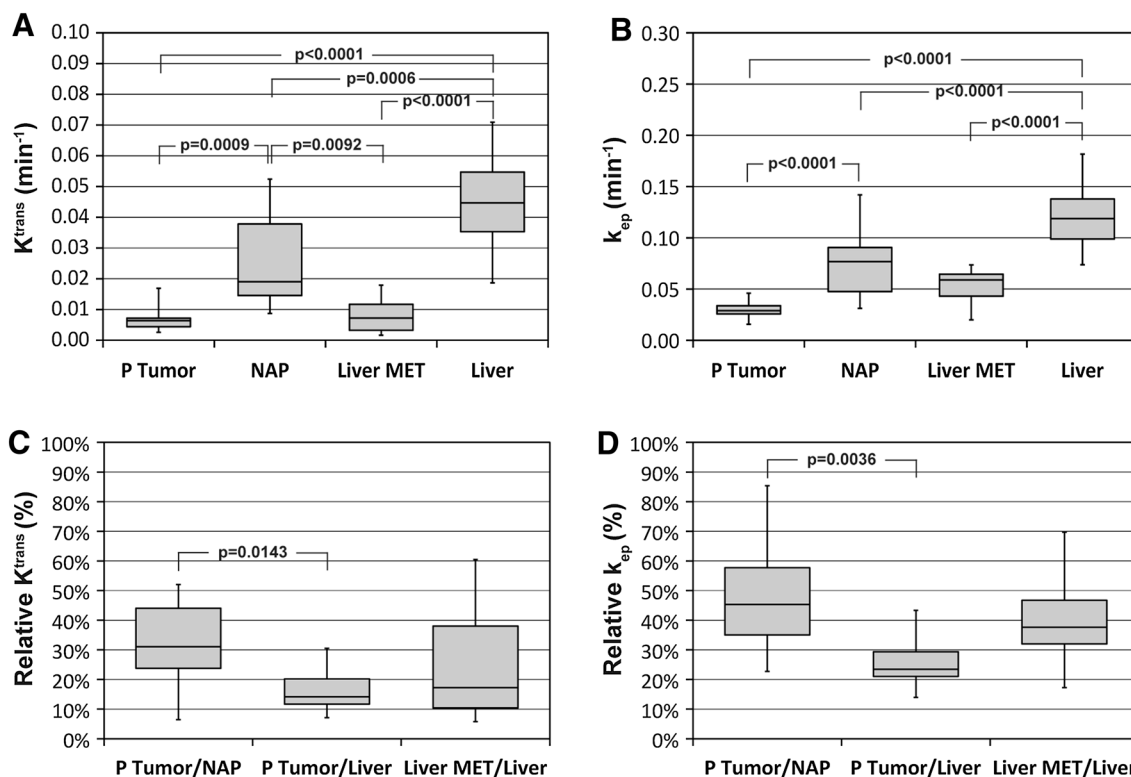 A
K^trans (min^-1)
0.10
0.09
0.08
0.07
0.06
0.05
0.04
0.03
0.02
0.01
0.00
p<0.0001
p=0.0006
p<0.0001
p=0.0009
p=0.0092
P Tumor NAP Liver MET Liver
B
k_ep (min^-1)
0.30
0.25
0.20
0.15
0.10
0.05
0.00
p<0.0001
p<0.0001
p<0.0001
p<0.0001
P Tumor NAP Liver MET Liver
C
Relative K^trans (%)
100%
90%
80%
70%
60%
50%
40%
30%
20%
10%
0%
p=0.0143
P Tumor/NAP P Tumor/Liver Liver MET/Liver
D
Relative k_ep (%)
100%
90%
80%
70%
60%
50%
40%
30%
20%
10%
0%
p=0.0036
P Tumor/NAP P Tumor/Liver Liver MET/Liver